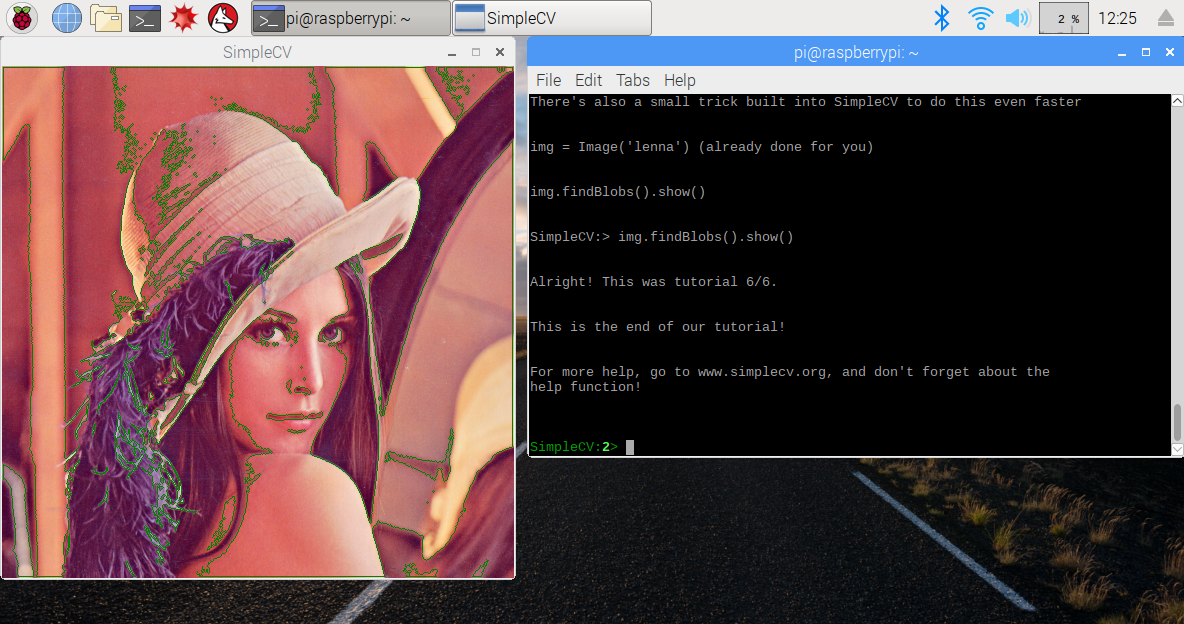 pi@raspberrypi: ~
SimpleCV
2 %
12:25
SimpleCV
pi@raspberrypi: ~
File Edit Tabs Help
There's also a small trick built into SimpleCV to do this even faster
img = Image('lenna') (already done for you)
img.findBlobs().show()
SimpleCV:> img.findBlobs().show()
Alright! This was tutorial 6/6.
This is the end of our tutorial!
For more help, go to www.simplecv.org, and don't forget about the
help function!
SimpleCV:2>